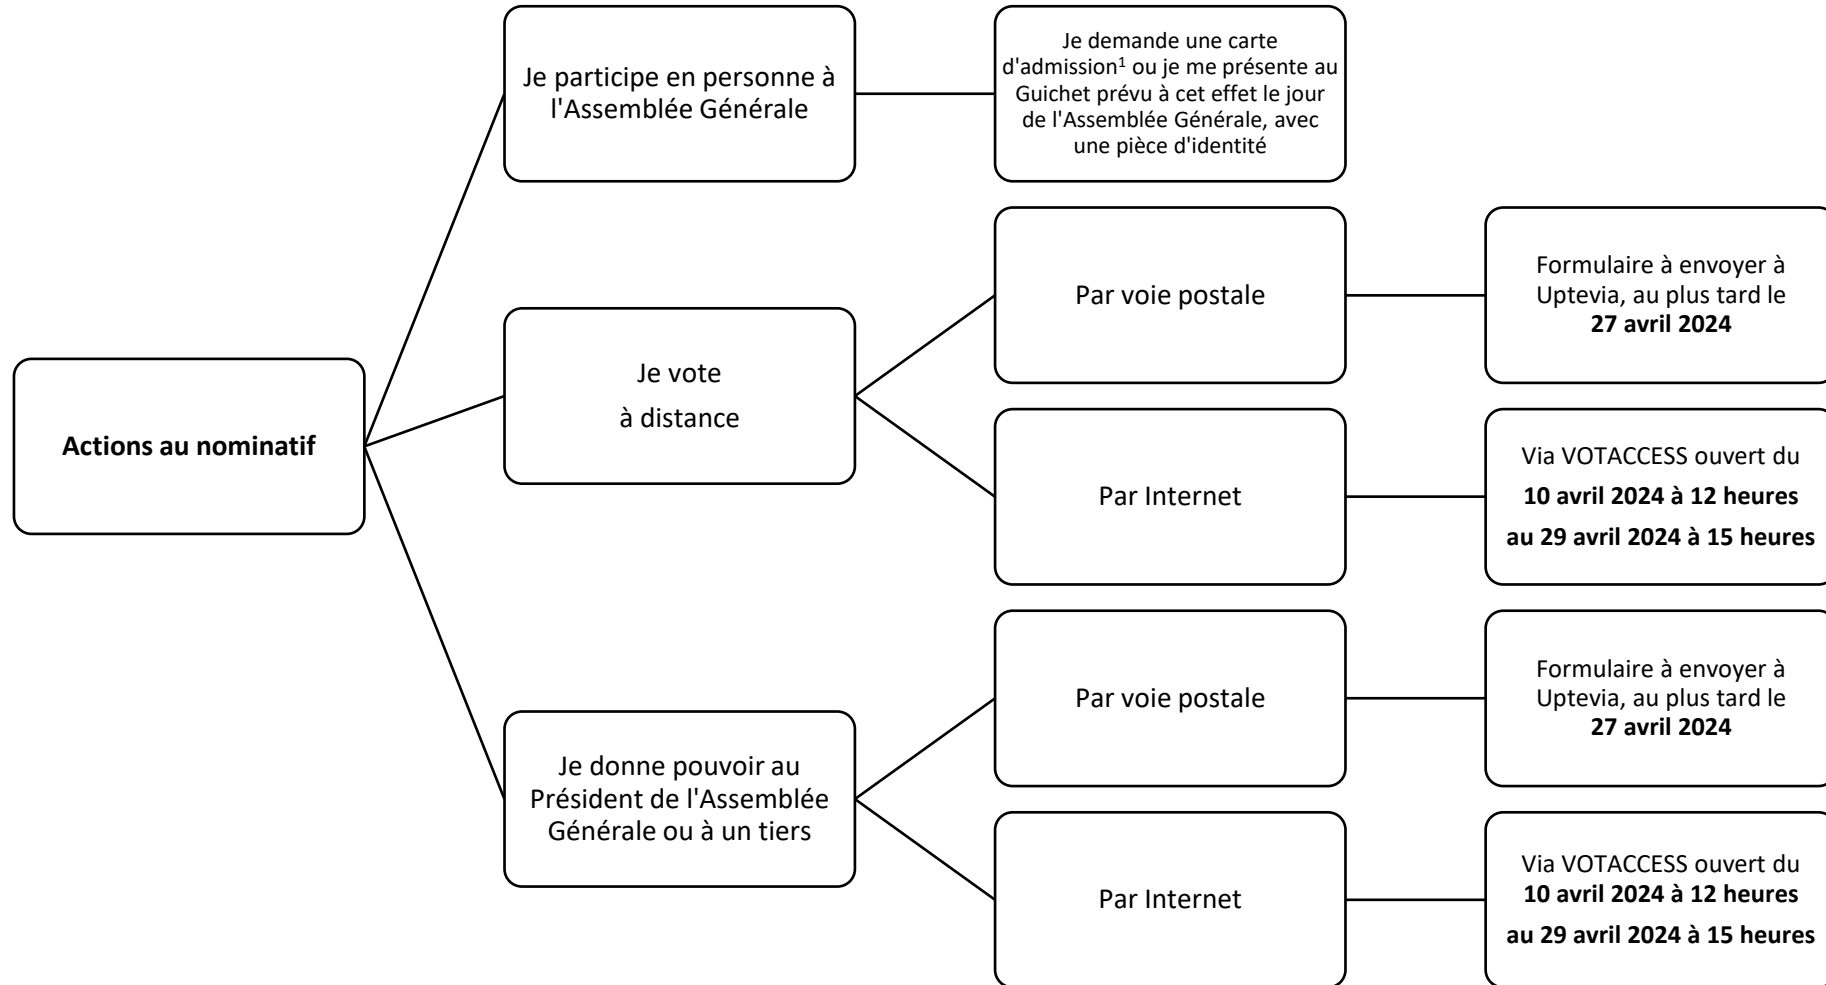 Actions au nominatif
Je participe en personne à
l'Assemblée Générale
Je demande une carte
d'admission¹ ou je me présente au
Guichet prévu à cet effet le jour
de l'Assemblée Générale, avec
une pièce d'identité
Je vote
à distance
Par voie postale
Formulaire à envoyer à
Uptevia, au plus tard le
27 avril 2024
Par Internet
Via VOTACCESS ouvert du
10 avril 2024 à 12 heures
au 29 avril 2024 à 15 heures
Je donne pouvoir au
Président de l'Assemblée
Générale ou à un tiers
Par voie postale
Formulaire à envoyer à
Uptevia, au plus tard le
27 avril 2024
Par Internet
Via VOTACCESS ouvert du
10 avril 2024 à 12 heures
au 29 avril 2024 à 15 heures